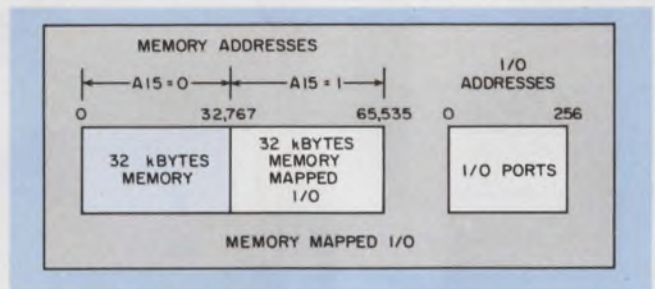 MEMORY ADDRESSES
I/O
ADDRESSES
A15=0
A15=1
0
32,767
65,535
0
256
32 kBYTES
MEMORY
32 kBYTES
MEMORY
MAPPED
I/O
I/O PORTS
MEMORY MAPPED I/O